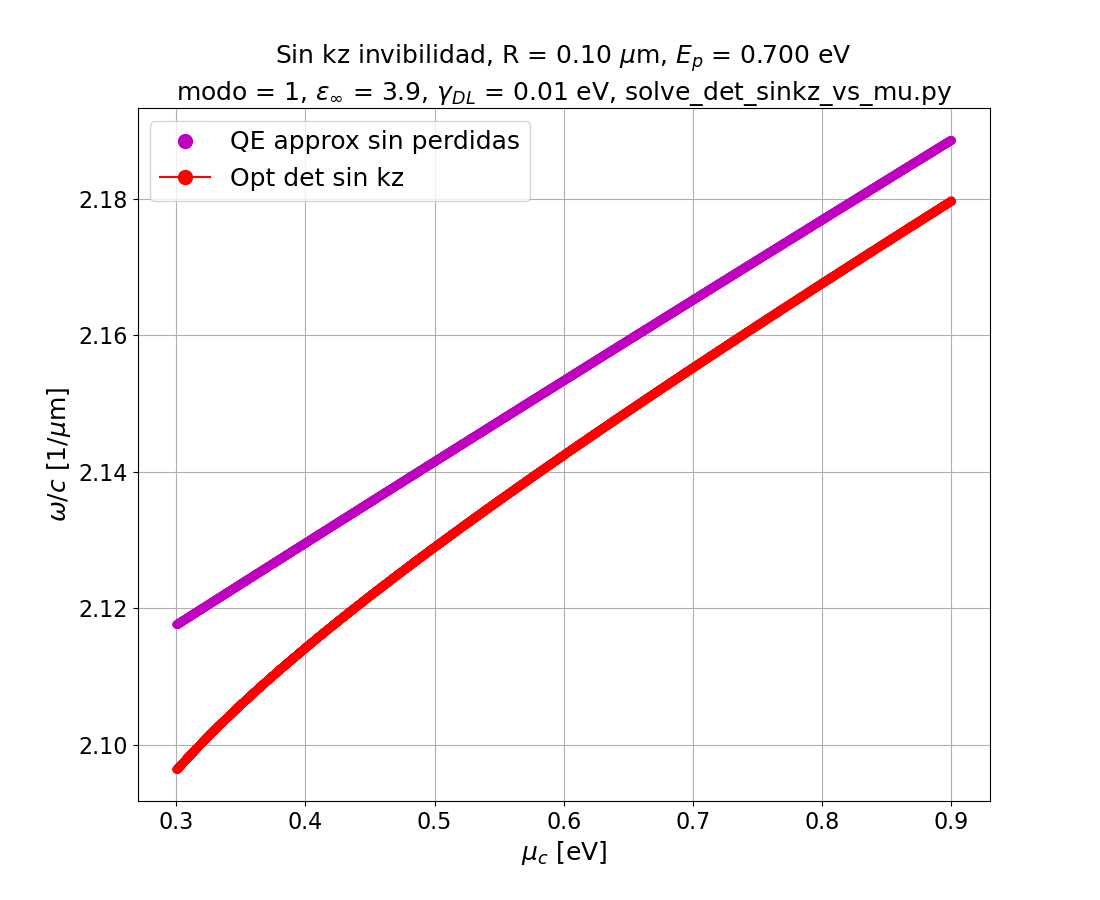 Sin kz invibilidad, R = 0.10 μm, E_p = 0.700 eV
modo = 1, ε_∞ = 3.9, γ_DL = 0.01 eV, solve_det_sinkz_vs_mu.py
QE approx sin perdidas
Opt det sin kz
2.18
2.16
2.14
2.12
2.10
ω/c [1/μm]
0.3 0.4 0.5 0.6 0.7 0.8 0.9
μ_c [eV]